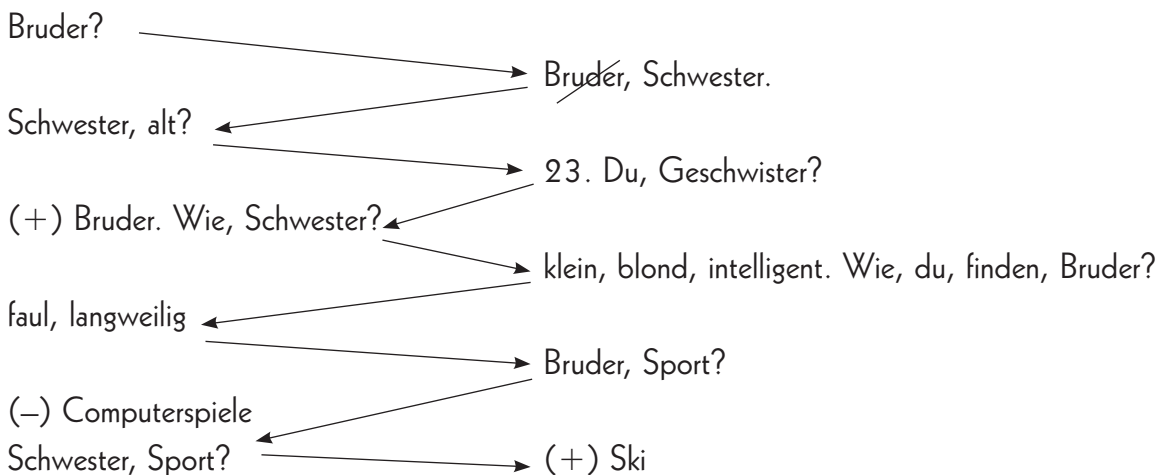 Bruder?
Bruder, Schwester.
Schwester, alt?
23. Du, Geschwister?
(+) Bruder. Wie, Schwester?
klein, blond, intelligent. Wie, du, finden, Bruder?
faul, langweilig
Bruder, Sport?
(–) Computerspiele
Schwester, Sport?
(+) Ski